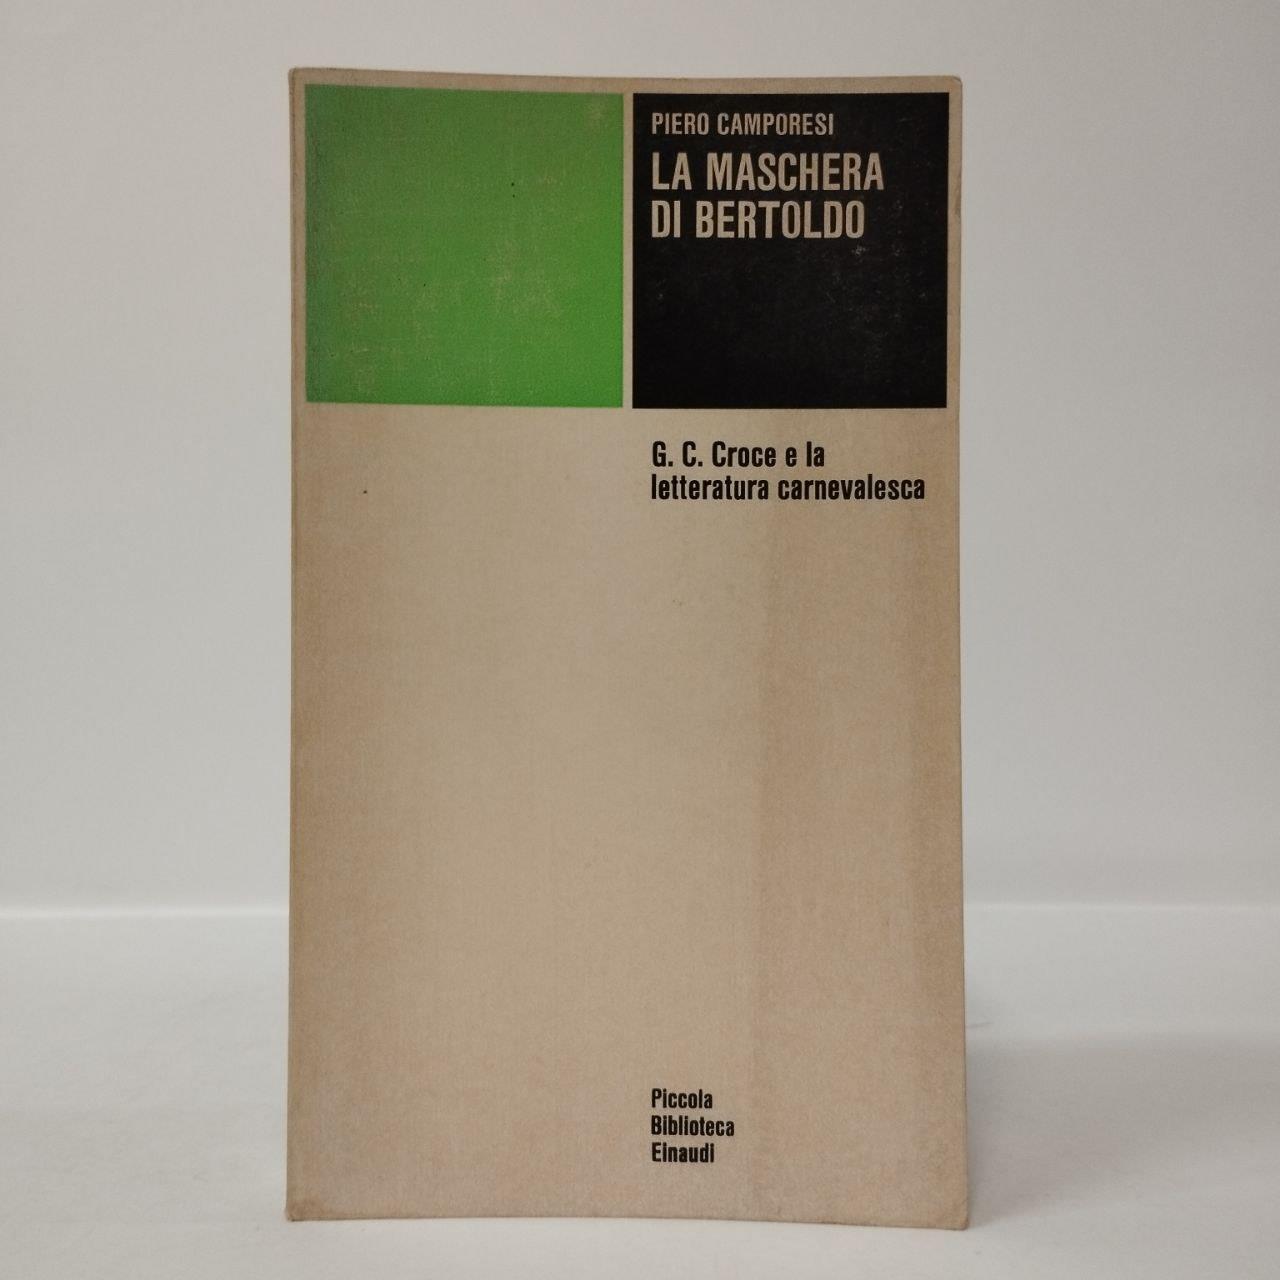 PIERO CAMPORESI
LA MASCHERA
DI BERTOLDO
G. C. Croce e la
letteratura carnevalesca
Piccola
Biblioteca
Einaudi